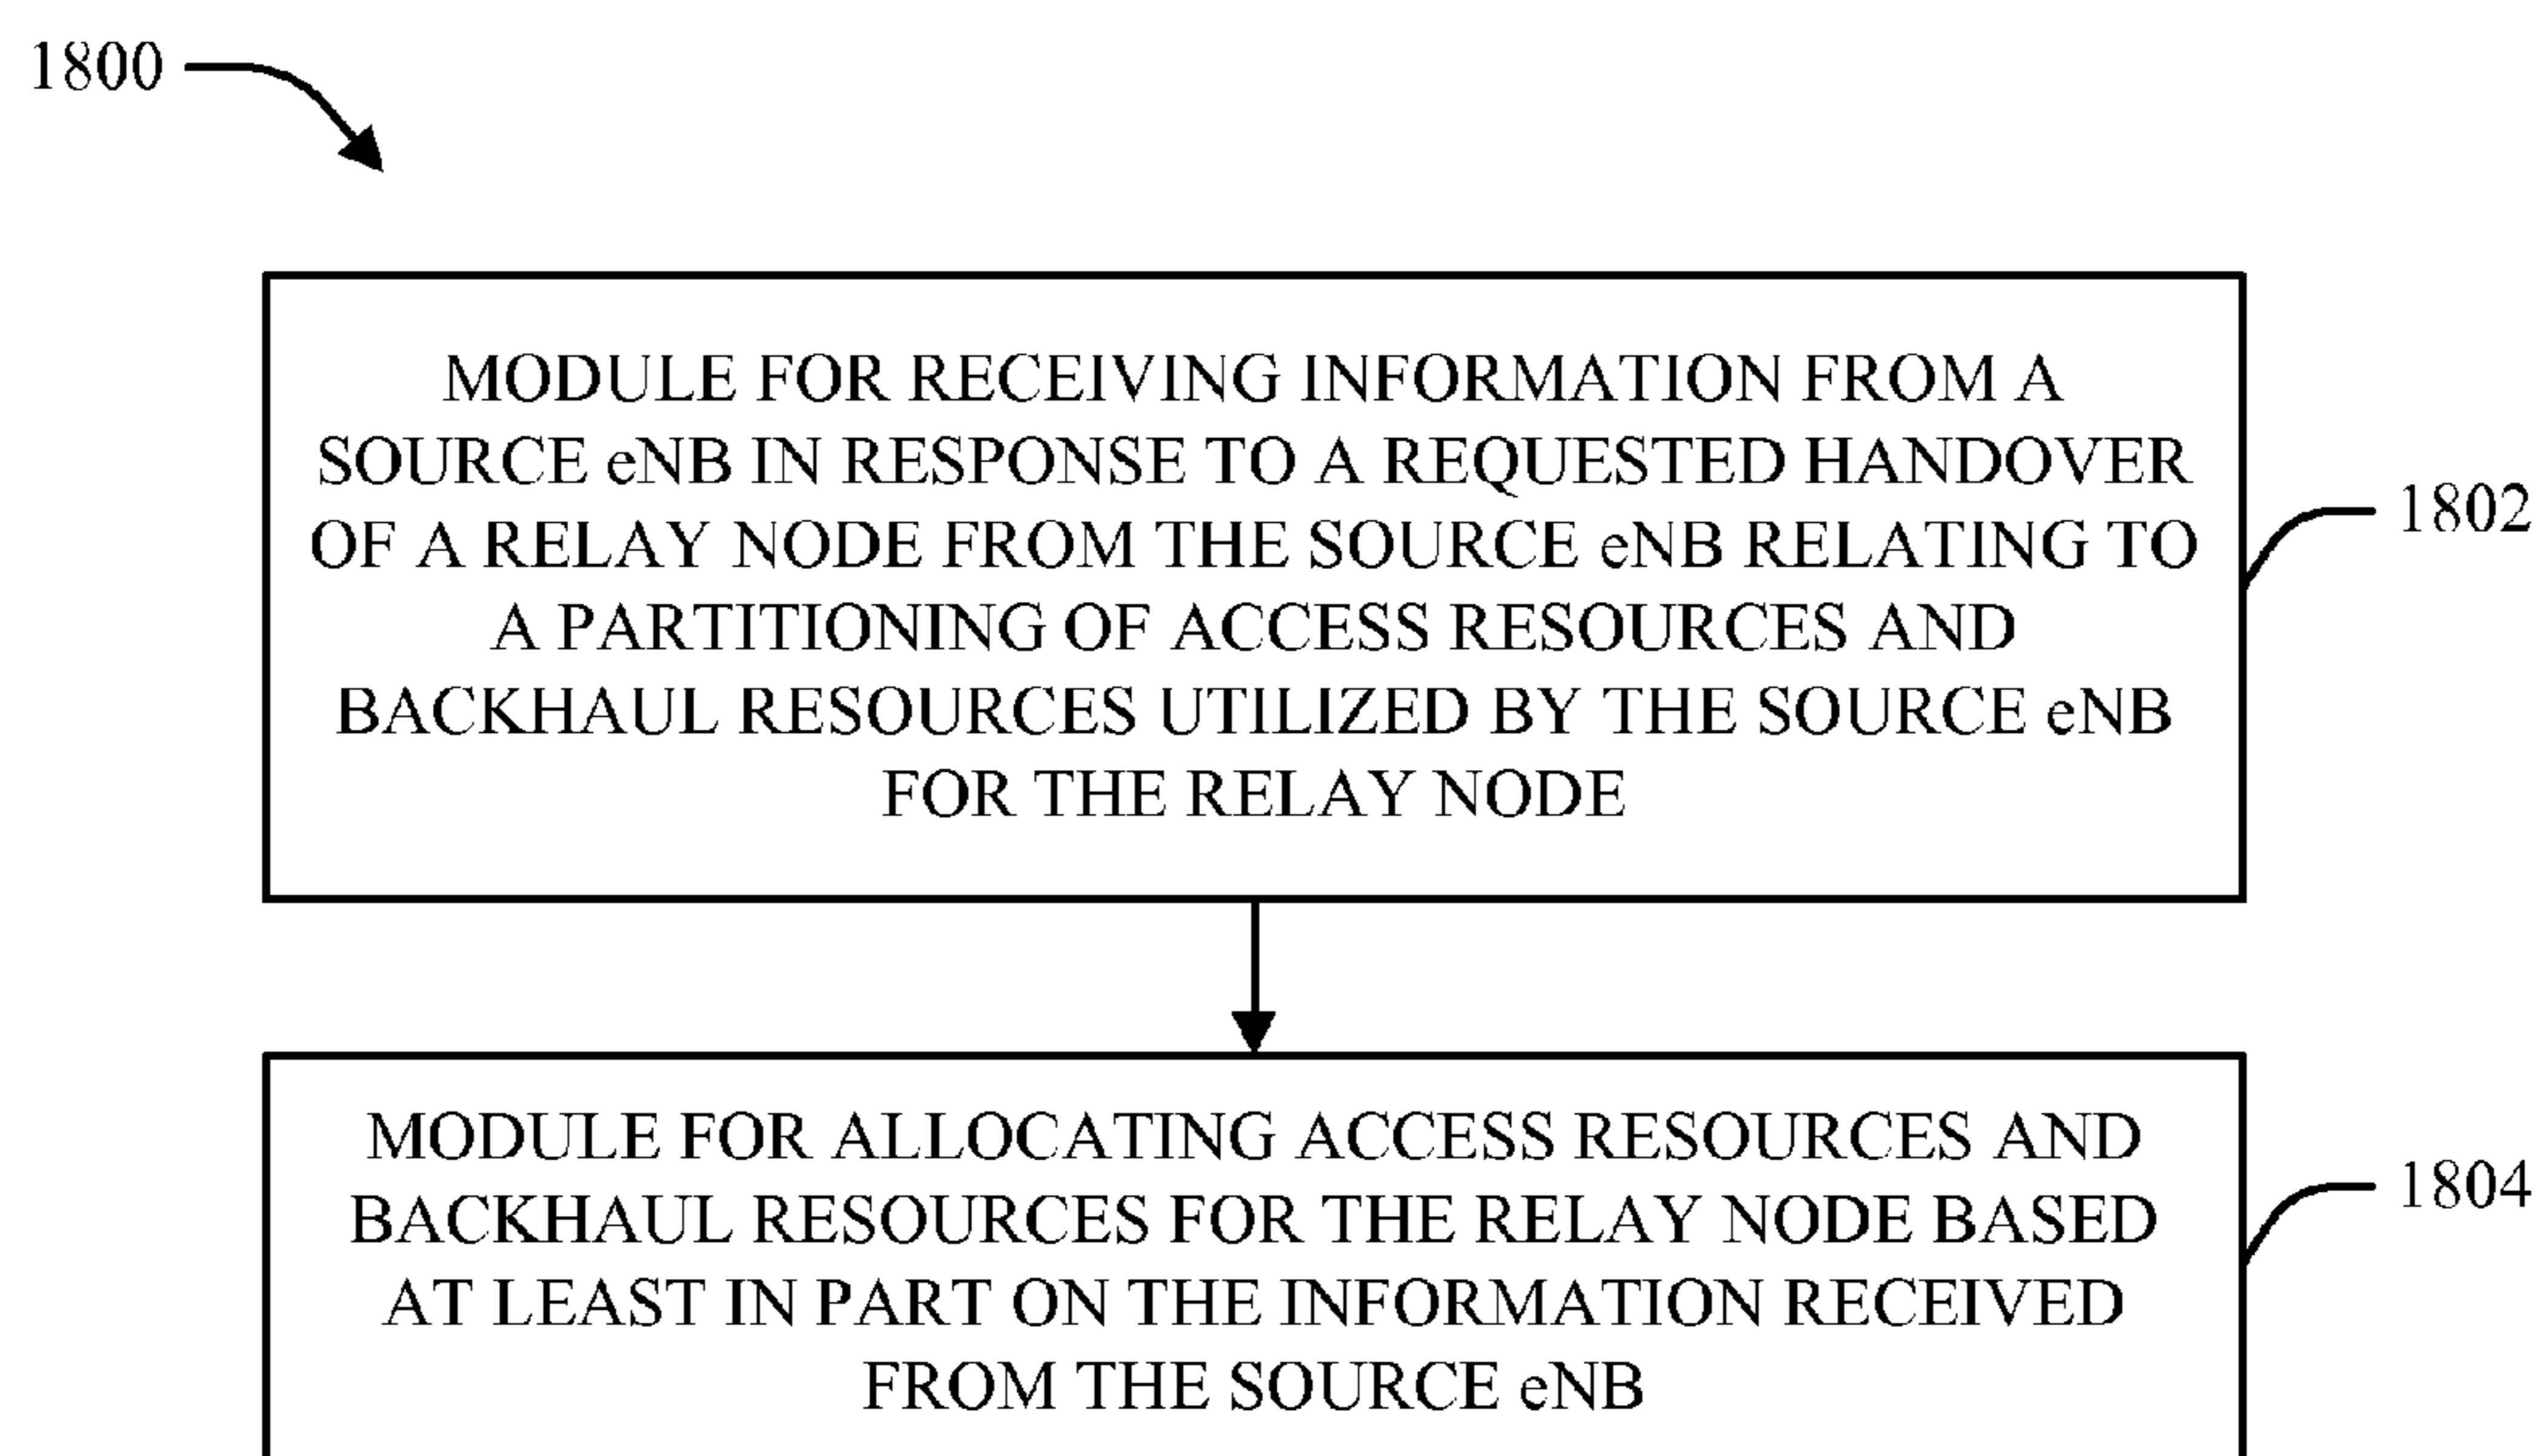 1800
MODULE FOR RECEIVING INFORMATION FROM A
SOURCE eNB IN RESPONSE TO A REQUESTED HANDOVER
OF A RELAY NODE FROM THE SOURCE eNB RELATING TO
A PARTITIONING OF ACCESS RESOURCES AND
BACKHAUL RESOURCES UTILIZED BY THE SOURCE eNB
FOR THE RELAY NODE
1802
MODULE FOR ALLOCATING ACCESS RESOURCES AND
BACKHAUL RESOURCES FOR THE RELAY NODE BASED
AT LEAST IN PART ON THE INFORMATION RECEIVED
FROM THE SOURCE eNB
1804